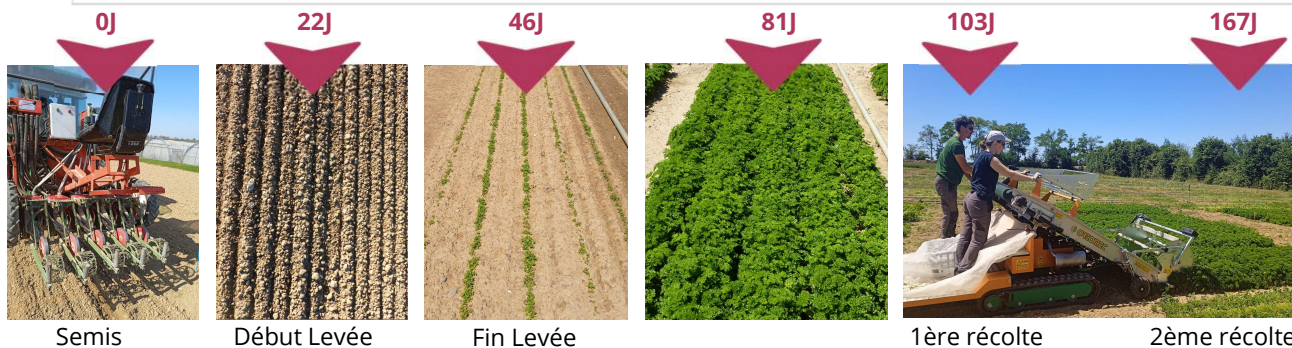 0J 22J 46J 81J 103J 167J
Semis Début Levée Fin Levée 1ère récolte 2ème récolte